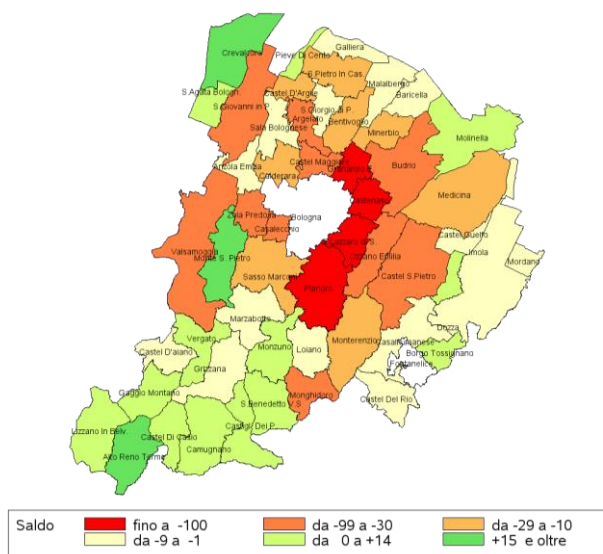 Crevalcore
Galliera
Pieve Di Cento
S.Pietro In Cas.
Malalbergo
S.Agata Bologn.
Castel D'Argile
Baricella
S.Giovanni in P.
S.Giorgio di P.
Argelato
Bentivoglio
Sala Bolognese
Minerbio
Molinella
Castel Maggiore
Granarolo E.
Budrio
Anzola Emilia
Calderara
Castenaso
Medicina
Zola Predosa
Bologna
Casalecchio
Castel Guelfo
Valsamoggia
Monte S. Pietro
Ozzano Emilia
Imola
Mordano
Sasso Marconi
Pianoro
Castel S.Pietro
Marzabotto
Dozza
Vergato
Monzuno
Loiano
Monterenzio
Casalfiumanese
Castel D'aiano
Borgo Tossignano
Grizzana
Fontanelice
Gaggio Montano
Monghidoro
S.Benedetto V.S
Castel Del Rio
Lizzano In Belv.
Castel Di Casio
Castigl. Dei P.
Alto Reno Terme
Camugnano
Saldo fino a -100 da -99 a -30 da -29 a -10
da -9 a -1 da 0 a +14 +15 e oltre